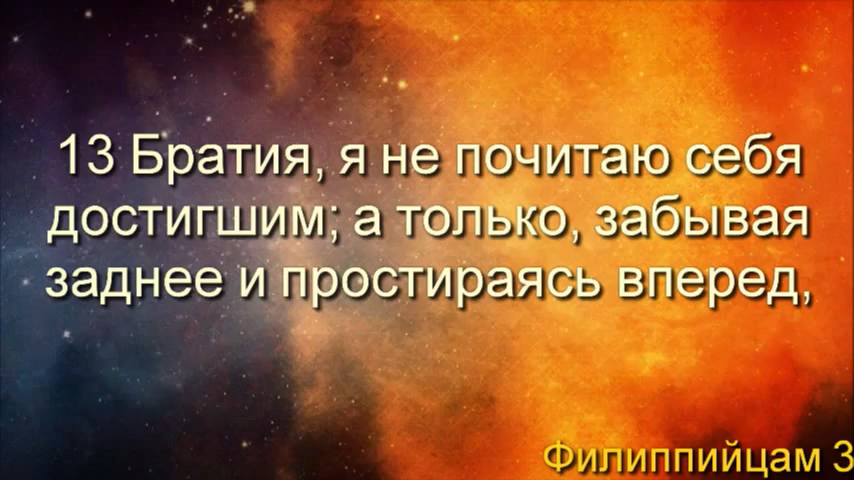 13 Братия, я не почитаю себя
достигшим; а только, забывая
заднее и простираясь вперед,
Филиппийцам 3